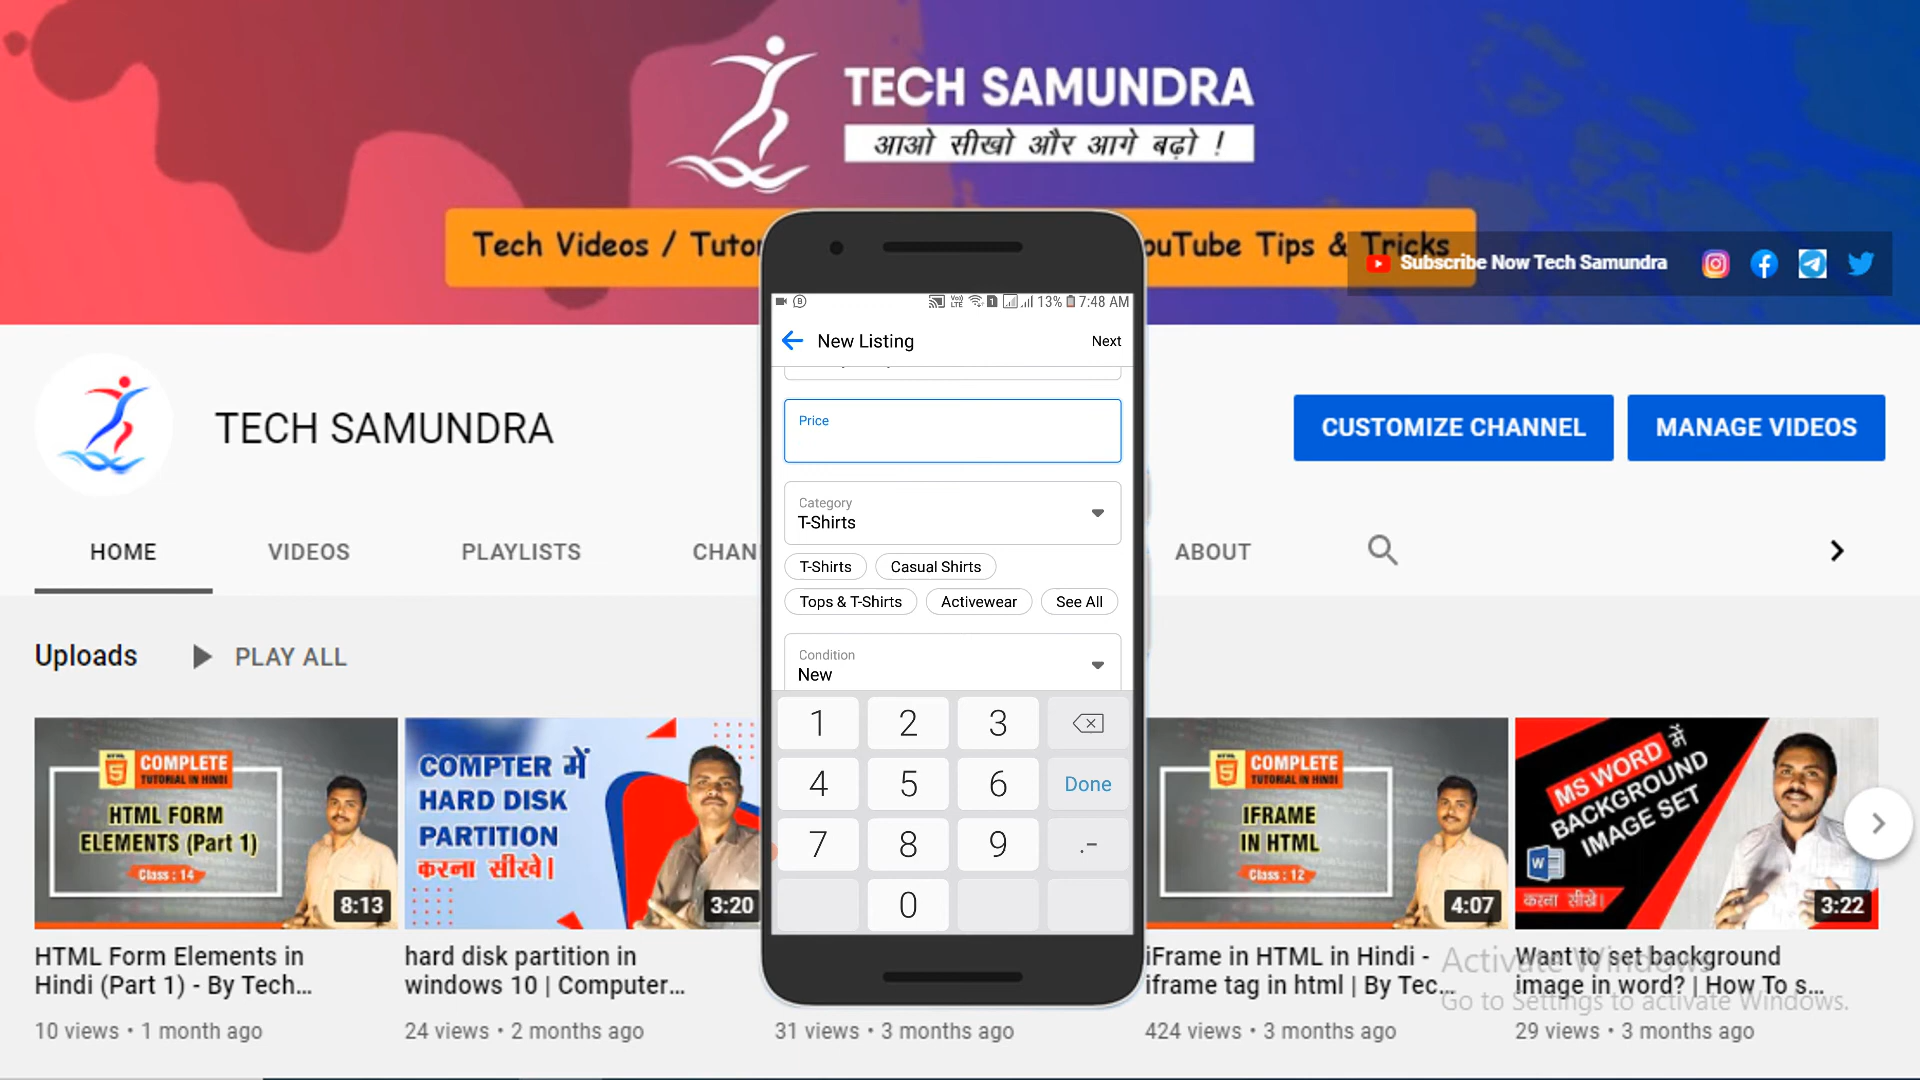 TECH SAMUNDRA
आओ सीखो और आगे बढ़ो !
Tech Videos / Tutor
ouTube Tips & Tricks
Subscribe Now Tech Samundra
13% 7:48 AM
New Listing
Next
Price
Category
T-Shirts
T-Shirts
Casual Shirts
Tops & T-Shirts
Activewear
See All
Condition
New
1 2 3
4 5 6 Done
7 8 9 .-
0
TECH SAMUNDRA
CUSTOMIZE CHANNEL
MANAGE VIDEOS
HOME
VIDEOS
PLAYLISTS
CHAN
ABOUT
Uploads
PLAY ALL
COMPLETE
TUTORIAL IN HINDI
HTML FORM
ELEMENTS (Part 1)
Class : 14
8:13
COMPTER में
HARD DISK
PARTITION
करना सीखे।
3:20
COMPLETE
TUTORIAL IN HINDI
IFRAME
IN HTML
Class : 12
4:07
MS WORD में
BACKGROUND
IMAGE SET
करना सीखे।
3:22
HTML Form Elements in
Hindi (Part 1) - By Tech...
10 views • 1 month ago
hard disk partition in
windows 10 | Computer...
24 views • 2 months ago
31 views • 3 months ago
iFrame in HTML in Hindi -
iframe tag in html | By Tec...
424 views • 3 months ago
Want to set background
image in word? | How To s...
29 views • 3 months ago
Activate Windows
Go to Settings to activate Windows.